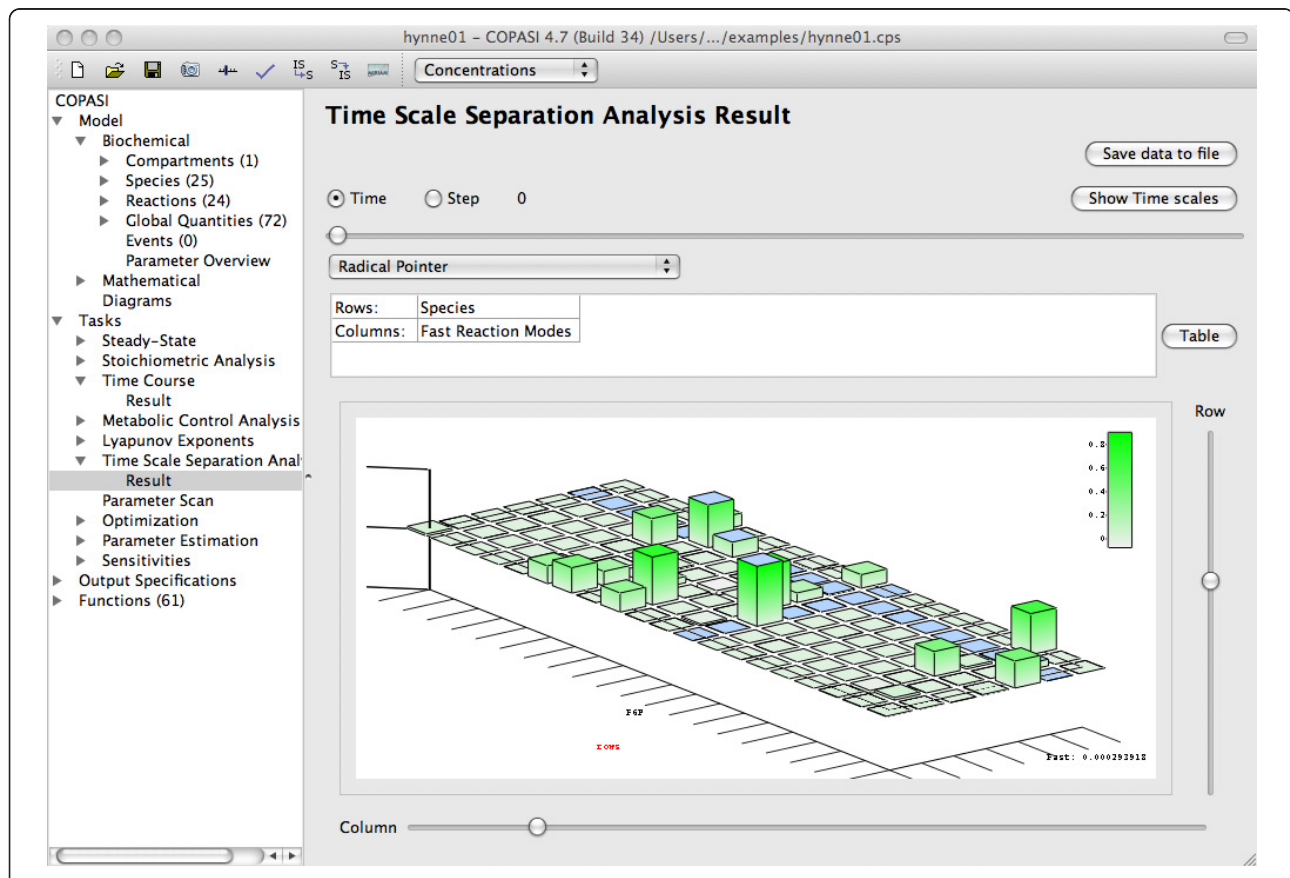 hynne01 – COPASI 4.7 (Build 34) /Users/.../examples/hynne01.cps
IS
S
S
IS
Concentrations
COPASI
Model
Biochemical
Compartments (1)
Species (25)
Reactions (24)
Global Quantities (72)
Events (0)
Parameter Overview
Mathematical
Diagrams
Tasks
Steady-State
Stoichiometric Analysis
Time Course
Result
Metabolic Control Analysis
Lyapunov Exponents
Time Scale Separation Anal
Result
Parameter Scan
Optimization
Parameter Estimation
Sensitivities
Output Specifications
Functions (61)
Time Scale Separation Analysis Result
Save data to file
Time Step 0
Show Time scales
Radical Pointer
Rows: Species
Columns: Fast Reaction Modes
Table
Row
0.8
0.6
0.4
0.2
0
F6P
rows
Fast: 0.000293918
Column